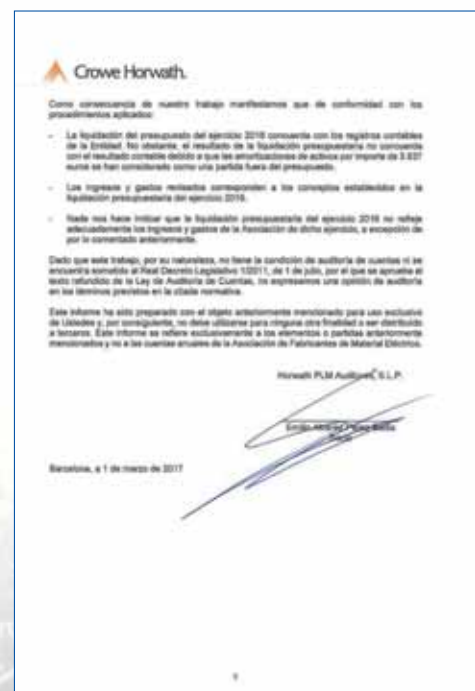 Crowe Horwath.
Como consecuencia de nuestro trabajo manifestamos que de conformidad con los
procedimientos aplicados:
- La liquidación del presupuesto del ejercicio 2016 concuerda con los registros contables
de la Entidad. No obstante, el resultado de la liquidación presupuestaria no concuerda
con el resultado contable debido a que las amortizaciones de activos por importe de 3.937
euros se han considerado como una partida fuera del presupuesto.
- Los ingresos y gastos revisados corresponden a los conceptos establecidos en la
liquidación presupuestaria del ejercicio 2016.
- Nada nos hace indicar que la liquidación presupuestaria del ejercicio 2016 no refleje
adecuadamente los ingresos y gastos de la Asociación de dicho ejercicio, a excepción de
por lo comentado anteriormente.
Dado que este trabajo, por su naturaleza, no tiene la condición de auditoría de cuentas ni se
encuentra sometido al Real Decreto Legislativo 1/2011, de 1 de julio, por el que se aprueba el
texto refundido de la Ley de Auditoría de Cuentas, no expresamos una opinión de auditoría
en los términos previstos en la citada normativa.
Este informe ha sido preparado con el objeto anteriormente mencionado para uso exclusivo
de Ustedes y, por consiguiente, no debe utilizarse para ninguna otra finalidad o ser distribuido
a terceros. Este informe se refiere exclusivamente a los elementos o partidas anteriormente
mencionados y no a las cuentas anuales de la Asociación de Fabricantes de Material Eléctrico.
Horwath PLM Auditores, S.L.P.
Emilio Álvarez
Barcelona, a 1 de marzo de 2017